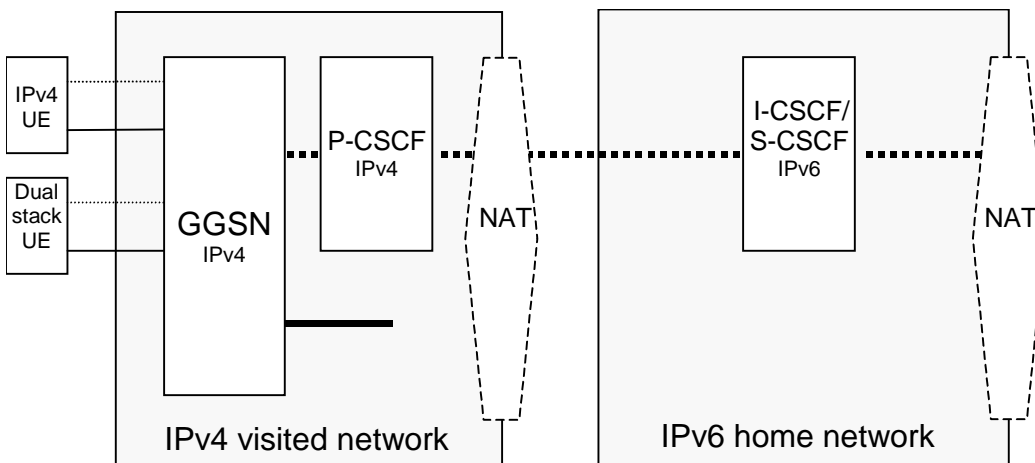 IPv4
UE
Dual
stack
UE
GGSN
IPv4
P-CSCF
IPv4
NAT
IPv4 visited network
I-CSCF/
S-CSCF
IPv6
NAT
IPv6 home network